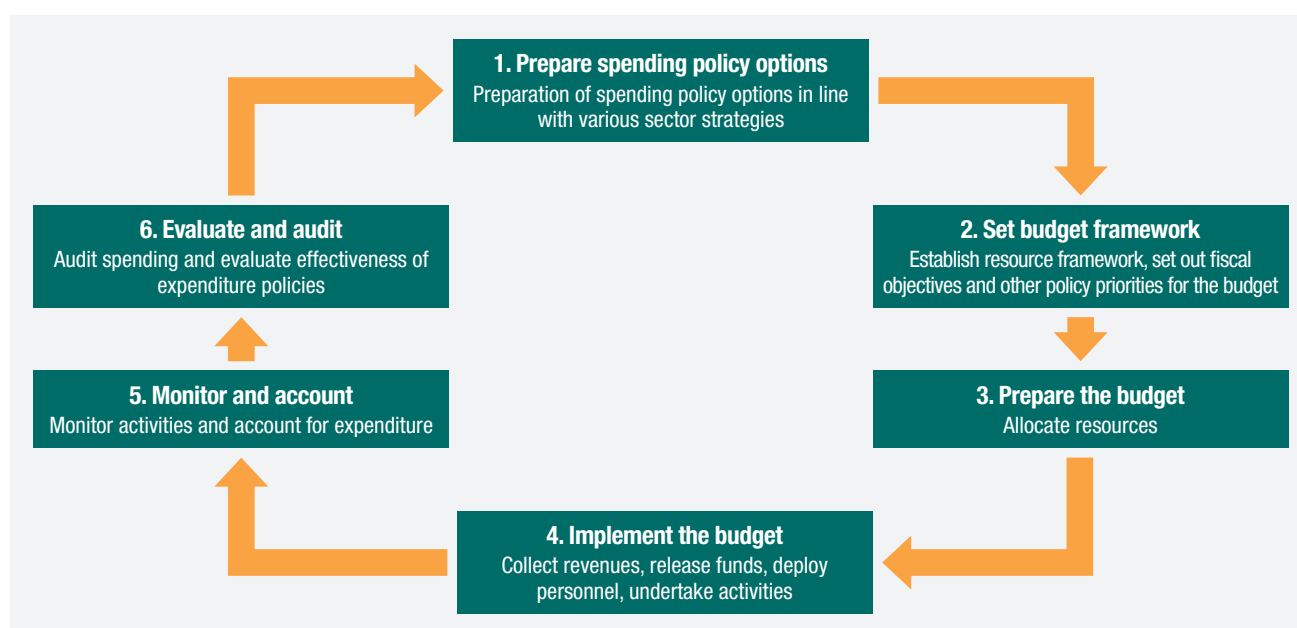 1. Prepare spending policy options
Preparation of spending policy options in line
with various sector strategies
2. Set budget framework
Establish resource framework, set out fiscal
objectives and other policy priorities for the budget
3. Prepare the budget
Allocate resources
4. Implement the budget
Collect revenues, release funds, deploy
personnel, undertake activities
5. Monitor and account
Monitor activities and account for expenditure
6. Evaluate and audit
Audit spending and evaluate effectiveness of
expenditure policies